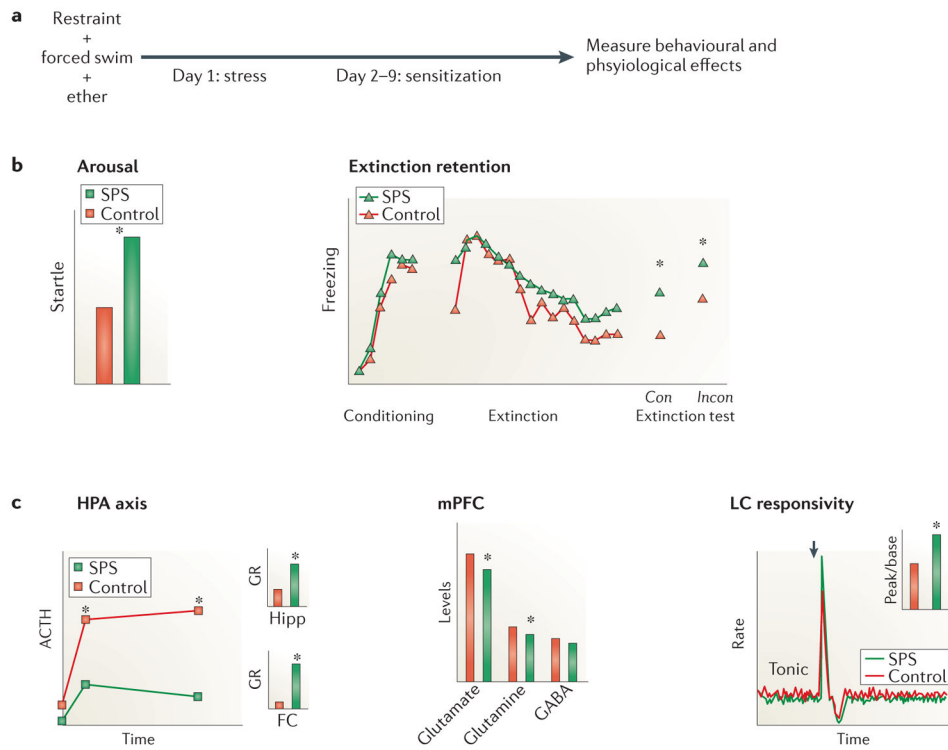 a
Restraint
+
forced swim
+
ether
Day 1: stress
Day 2–9: sensitization
Measure behavioural and
phsyiological effects
b
Arousal
SPS
Control
*
Startle
Extinction retention
SPS
Control
Freezing
*
*
Con
Incon
Conditioning
Extinction
Extinction test
c
HPA axis
SPS
Control
*
*
ACTH
Time
GR
*
Hipp
GR
*
FC
mPFC
Levels
*
*
Glutamate
Glutamine
GABA
LC responsivity
Peak/base
*
Rate
Tonic
SPS
Control
Time